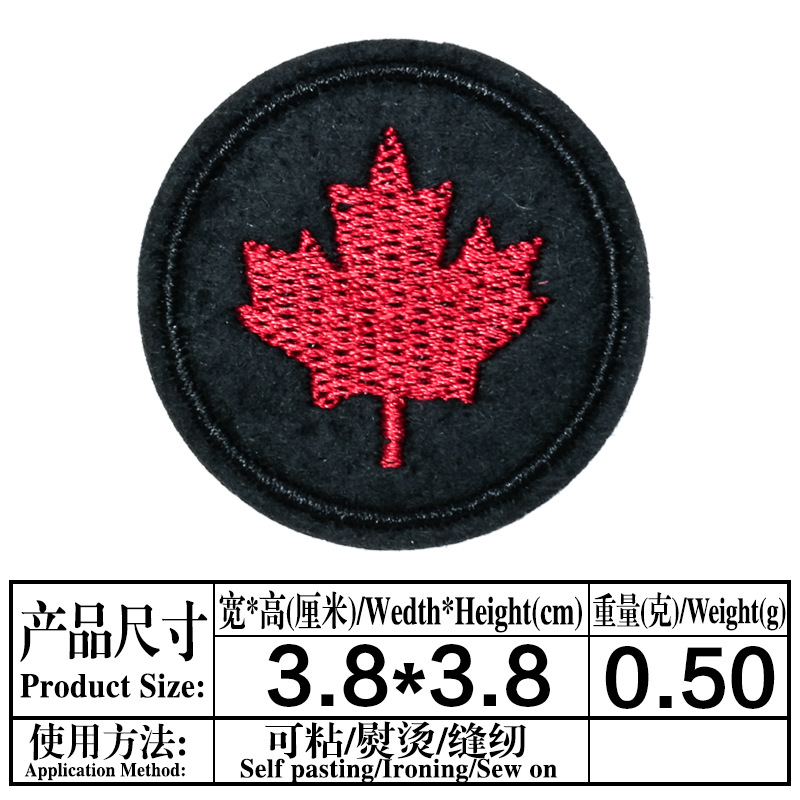 产品尺寸
Product Size:
宽*高(厘米)/Wedth*Height(cm)
重量(克)/Weight(g)
3.8*3.8
0.50
使用方法:
Application Method:
可粘/熨烫/缝纫
Self pasting/Ironing/Sew on